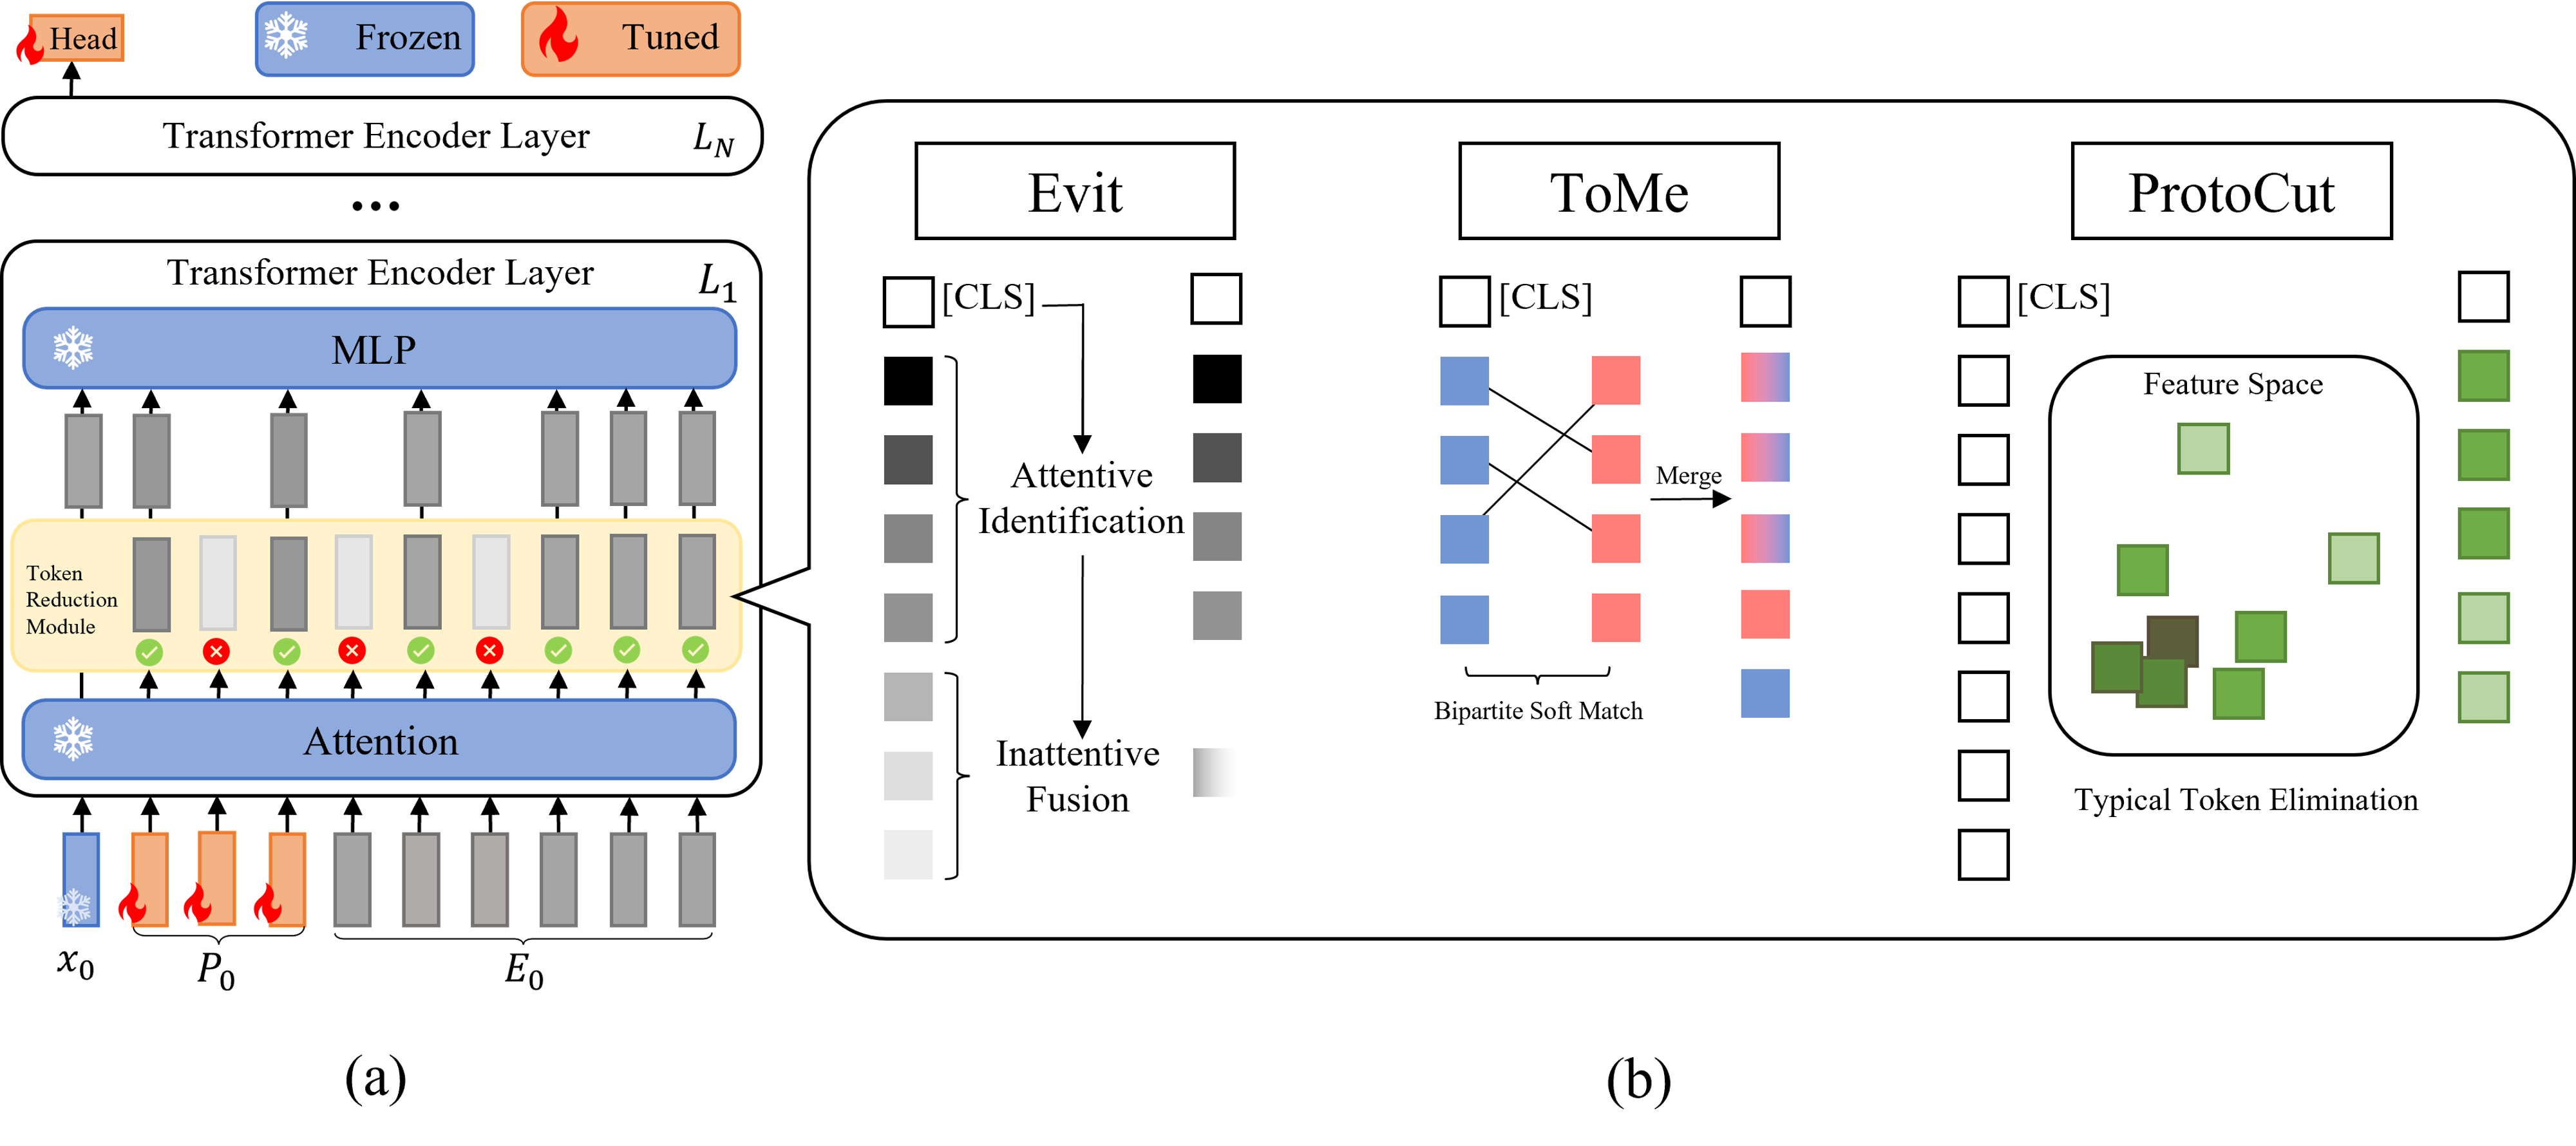 Head
Frozen
Tuned
Transformer Encoder Layer
L_N
...
Transformer Encoder Layer
L_1
MLP
Token
Reduction
Module
Attention
x_0
P_0
E_0
(a)
Evit
[CLS]
Attentive
Identification
Inattentive
Fusion
ToMe
[CLS]
Merge
Bipartite Soft Match
ProtoCut
[CLS]
Feature Space
Typical Token Elimination
(b)